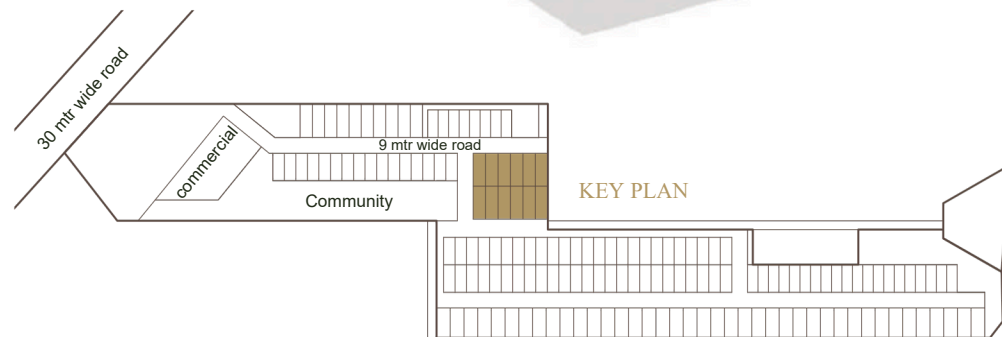 30 mtr wide road
commercial
9 mtr wide road
Community
KEY PLAN